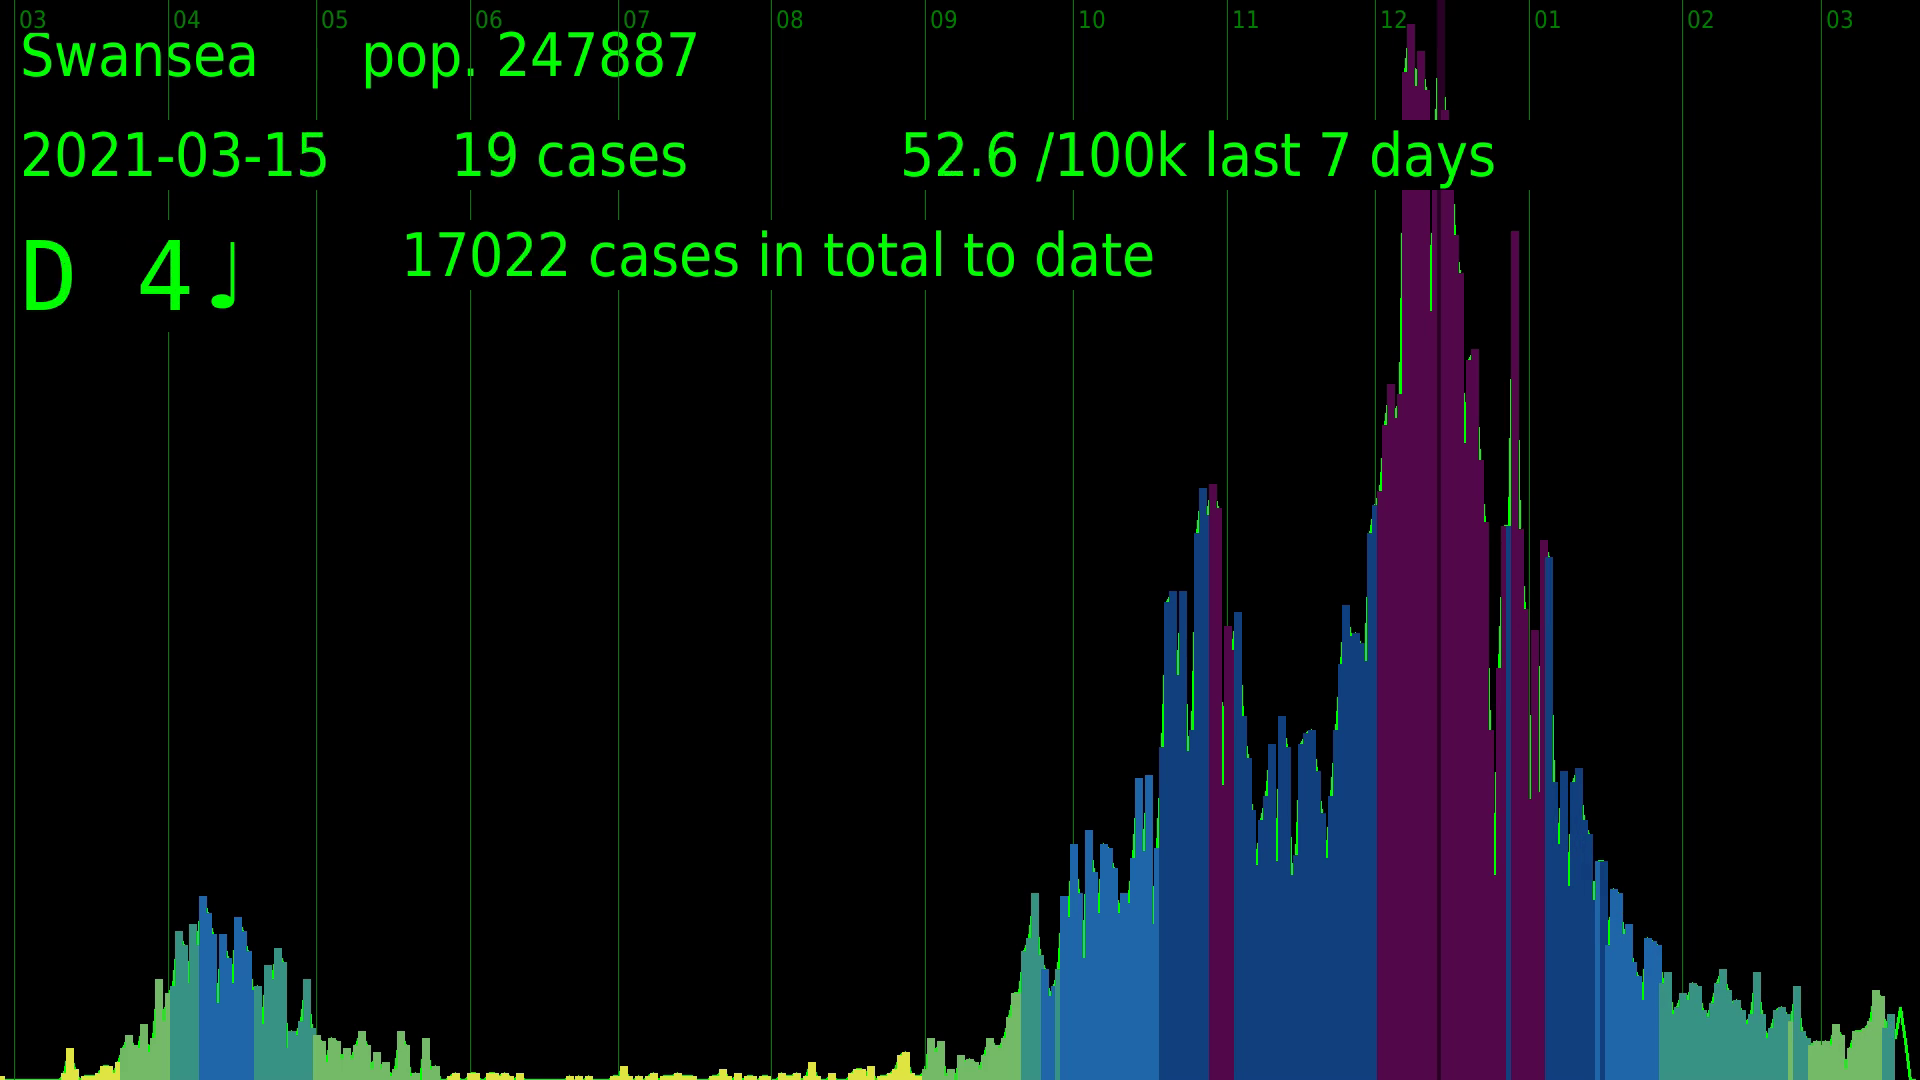 03 04 05 06 07 08 09 10 11 12 01 02 03
Swansea pop. 247887
2021-03-15 19 cases 52.6 /100k last 7 days
D 4♩ 17022 cases in total to date